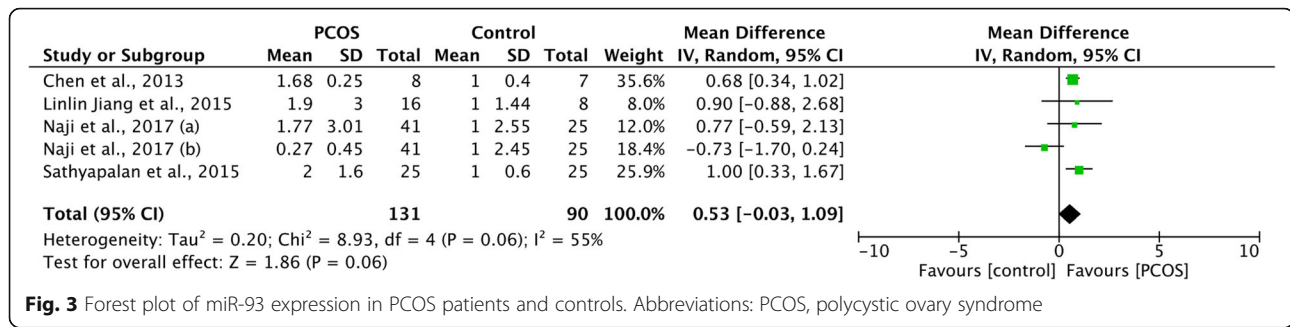 PCOS Control Mean Difference Mean Difference
Study or Subgroup Mean SD Total Mean SD Total Weight IV, Random, 95% CI IV, Random, 95% CI
Chen et al., 2013 1.68 0.25 8 1 0.4 7 35.6% 0.68 [0.34, 1.02]
Linlin Jiang et al., 2015 1.9 3 16 1 1.44 8 8.0% 0.90 [-0.88, 2.68]
Naji et al., 2017 (a) 1.77 3.01 41 1 2.55 25 12.0% 0.77 [-0.59, 2.13]
Naji et al., 2017 (b) 0.27 0.45 41 1 2.45 25 18.4% -0.73 [-1.70, 0.24]
Sathyapalan et al., 2015 2 1.6 25 1 0.6 25 25.9% 1.00 [0.33, 1.67]
Total (95% CI) 131 90 100.0% 0.53 [-0.03, 1.09]
Heterogeneity: Tau² = 0.20; Chi² = 8.93, df = 4 (P = 0.06); I² = 55%
Test for overall effect: Z = 1.86 (P = 0.06)
-10 -5 0 5 10
Favours [control] Favours [PCOS]
Fig. 3 Forest plot of miR-93 expression in PCOS patients and controls. Abbreviations: PCOS, polycystic ovary syndrome